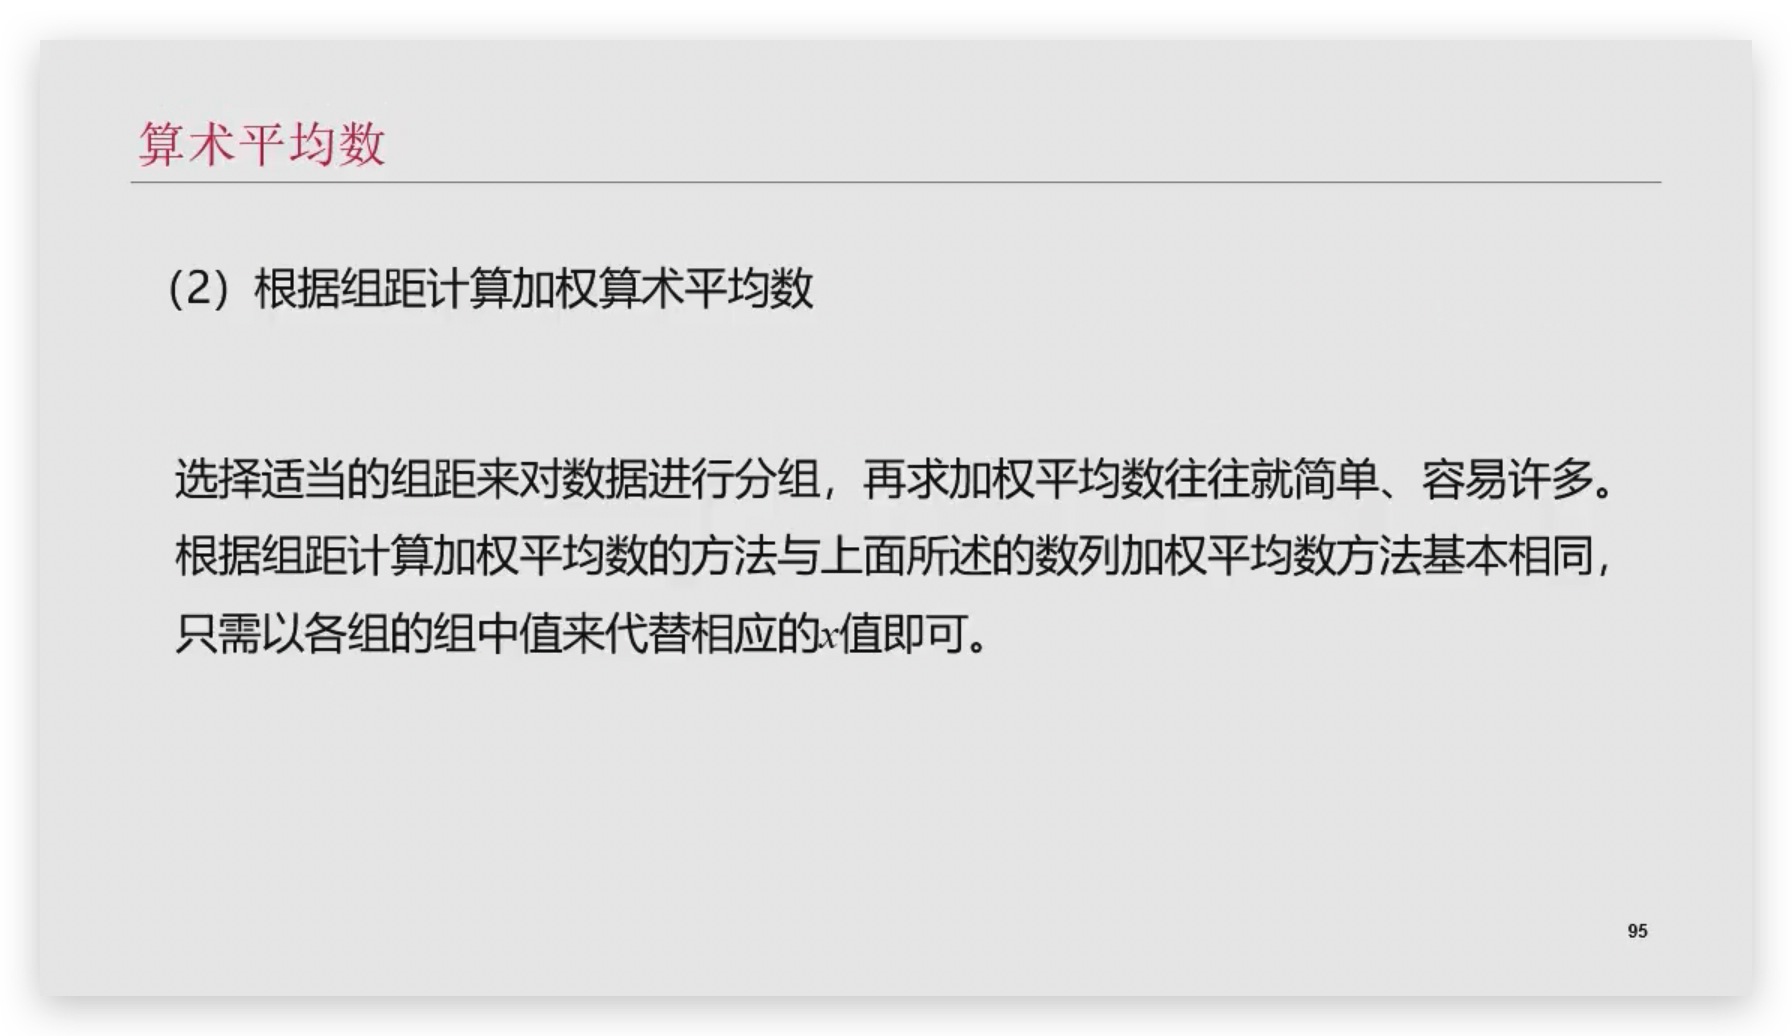 算术平均数
（2）根据组距计算加权算术平均数
选择适当的组距来对数据进行分组，再求加权平均数往往就简单、容易许多。
根据组距计算加权平均数的方法与上面所述的数列加权平均数方法基本相同，
只需以各组的组中值来代替相应的x值即可。
95